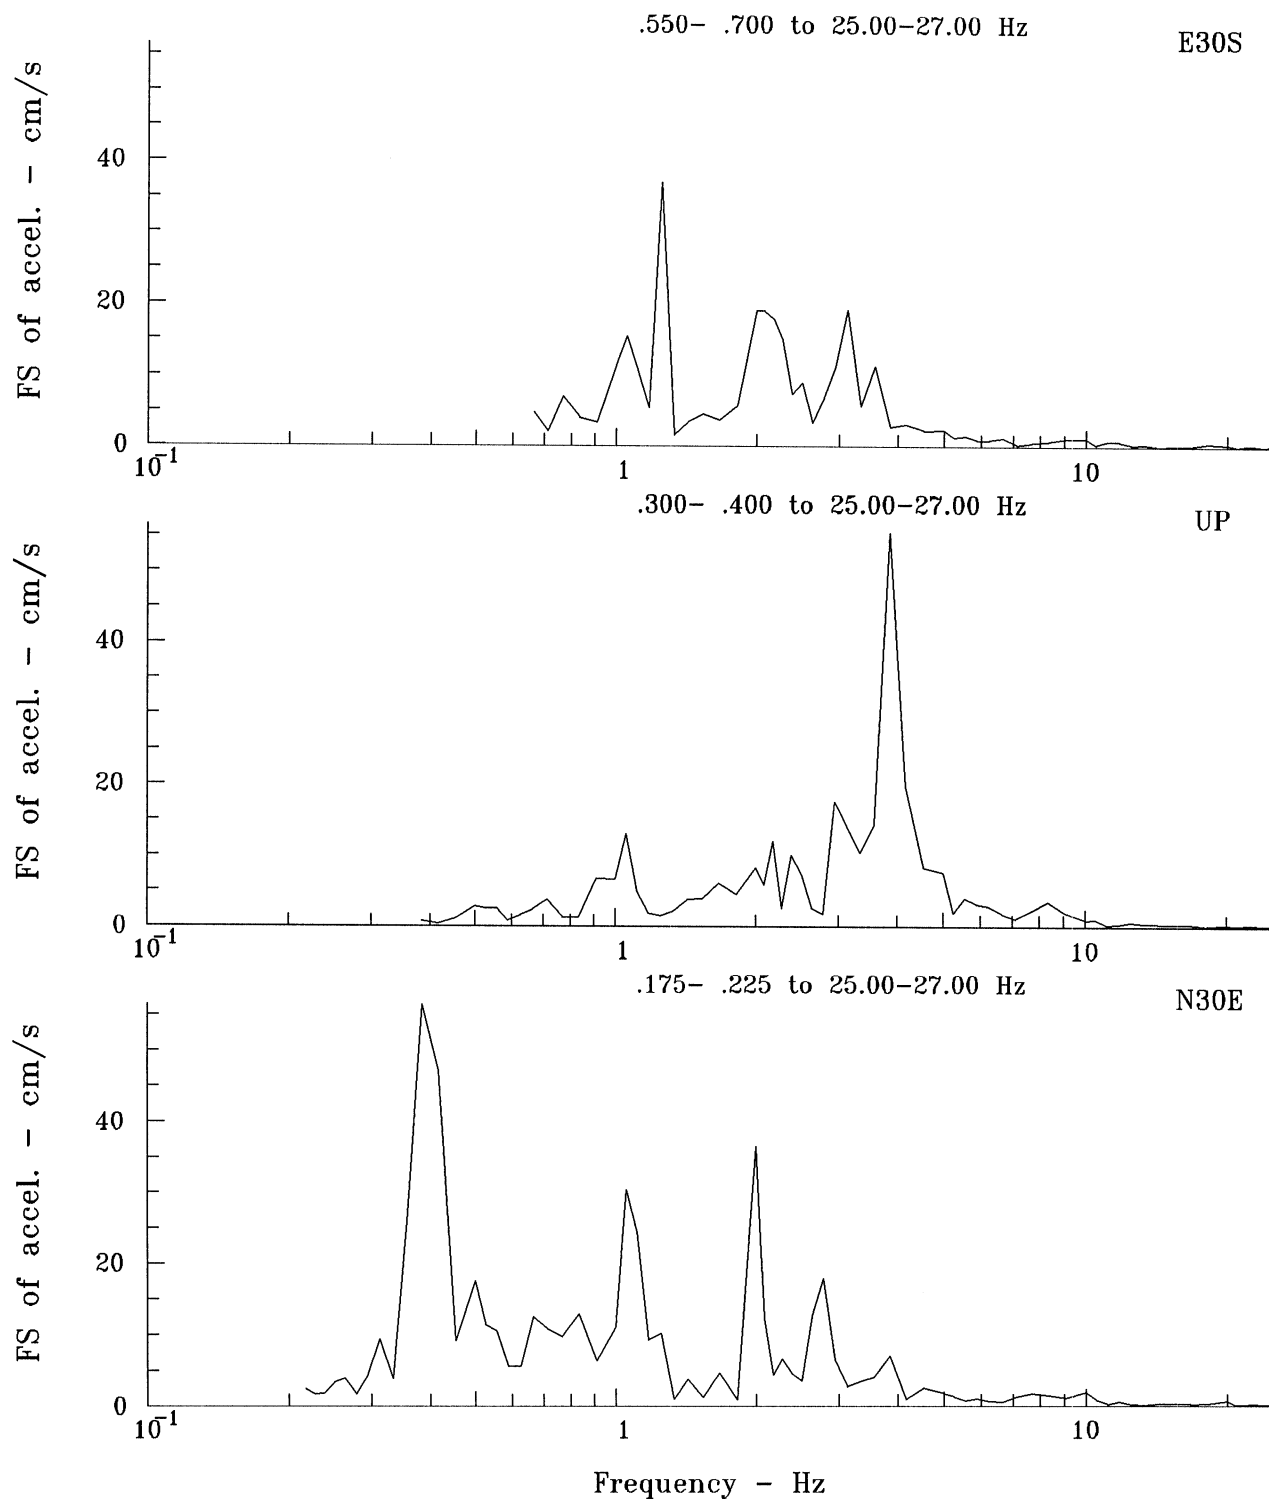 .550- .700 to 25.00-27.00 Hz
E30S
FS of accel. - cm/s
40
20
0
10-1
1
10
.300- .400 to 25.00-27.00 Hz
UP
FS of accel. - cm/s
40
20
0
10-1
1
10
.175- .225 to 25.00-27.00 Hz
N30E
FS of accel. - cm/s
40
20
0
10-1
1
10
Frequency - Hz